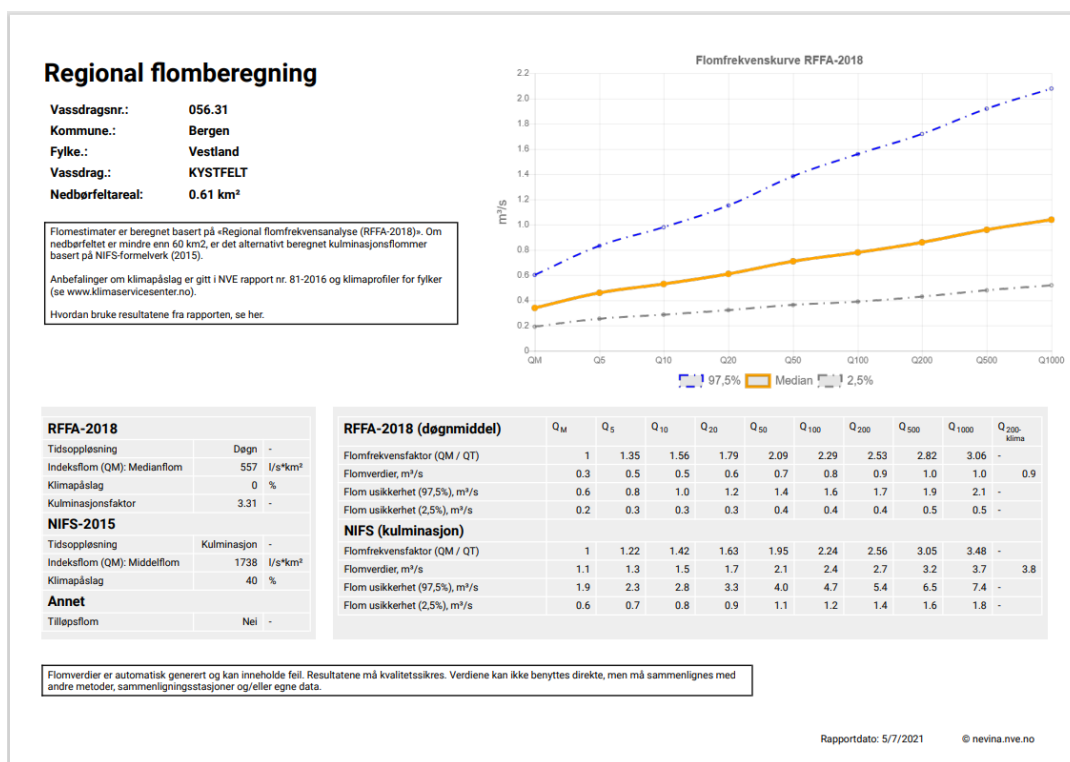 Regional flomberegning
Vassdragsnr.: 056.31
Kommune.: Bergen
Fylke.: Vestland
Vassdrag.: KYSTFELT
Nedbørfeltareal: 0.61 km²
Flomestimater er beregnet basert på «Regional flomfrekvensanalyse (RFFA-2018)». Om
nedbørfeltet er mindre enn 60 km2, er det alternativt beregnet kulminasjonsflommer
basert på NIFS-formelverk (2015).
Anbefalinger om klimapåslag er gitt i NVE rapport nr. 81-2016 og klimaprofiler for fylker
(se www.klimaservicesenter.no).
Hvordan bruke resultatene fra rapporten, se her.
Flomfrekvenskurve RFFA-2018
m³/s
2.2
2.0
1.8
1.6
1.4
1.2
1.0
0.8
0.6
0.4
0.2
0
QM Q5 Q10 Q20 Q50 Q100 Q200 Q500 Q1000
97,5% Median 2,5%
RFFA-2018
Tidsoppløsning Døgn -
Indeksflom (QM): Medianflom 557 l/s*km²
Klimapåslag 0 %
Kulminasjonsfaktor 3.31 -
NIFS-2015
Tidsoppløsning Kulminasjon -
Indeksflom (QM): Middelflom 1738 l/s*km²
Klimapåslag 40 %
Annet
Tilløpsflom Nei -
RFFA-2018 (døgnmiddel) QM Q5 Q10 Q20 Q50 Q100 Q200 Q500 Q1000 Q200-klima
Flomfrekvensfaktor (QM / QT) 1 1.35 1.56 1.79 2.09 2.29 2.53 2.82 3.06 -
Flomverdier, m³/s 0.3 0.5 0.5 0.6 0.7 0.8 0.9 1.0 1.0 0.9
Flom usikkerhet (97,5%), m³/s 0.6 0.8 1.0 1.2 1.4 1.6 1.7 1.9 2.1 -
Flom usikkerhet (2,5%), m³/s 0.2 0.3 0.3 0.3 0.4 0.4 0.4 0.5 0.5 -
NIFS (kulminasjon)
Flomfrekvensfaktor (QM / QT) 1 1.22 1.42 1.63 1.95 2.24 2.56 3.05 3.48 -
Flomverdier, m³/s 1.1 1.3 1.5 1.7 2.1 2.4 2.7 3.2 3.7 3.8
Flom usikkerhet (97,5%), m³/s 1.9 2.3 2.8 3.3 4.0 4.7 5.4 6.5 7.4 -
Flom usikkerhet (2,5%), m³/s 0.6 0.7 0.8 0.9 1.1 1.2 1.4 1.6 1.8 -
Flomverdier er automatisk generert og kan inneholde feil. Resultatene må kvalitetssikres. Verdiene kan ikke benyttes direkte, men må sammenlignes med
andre metoder, sammenligningsstasjoner og/eller egne data.
Rapportdato: 5/7/2021 © nevina.nve.no